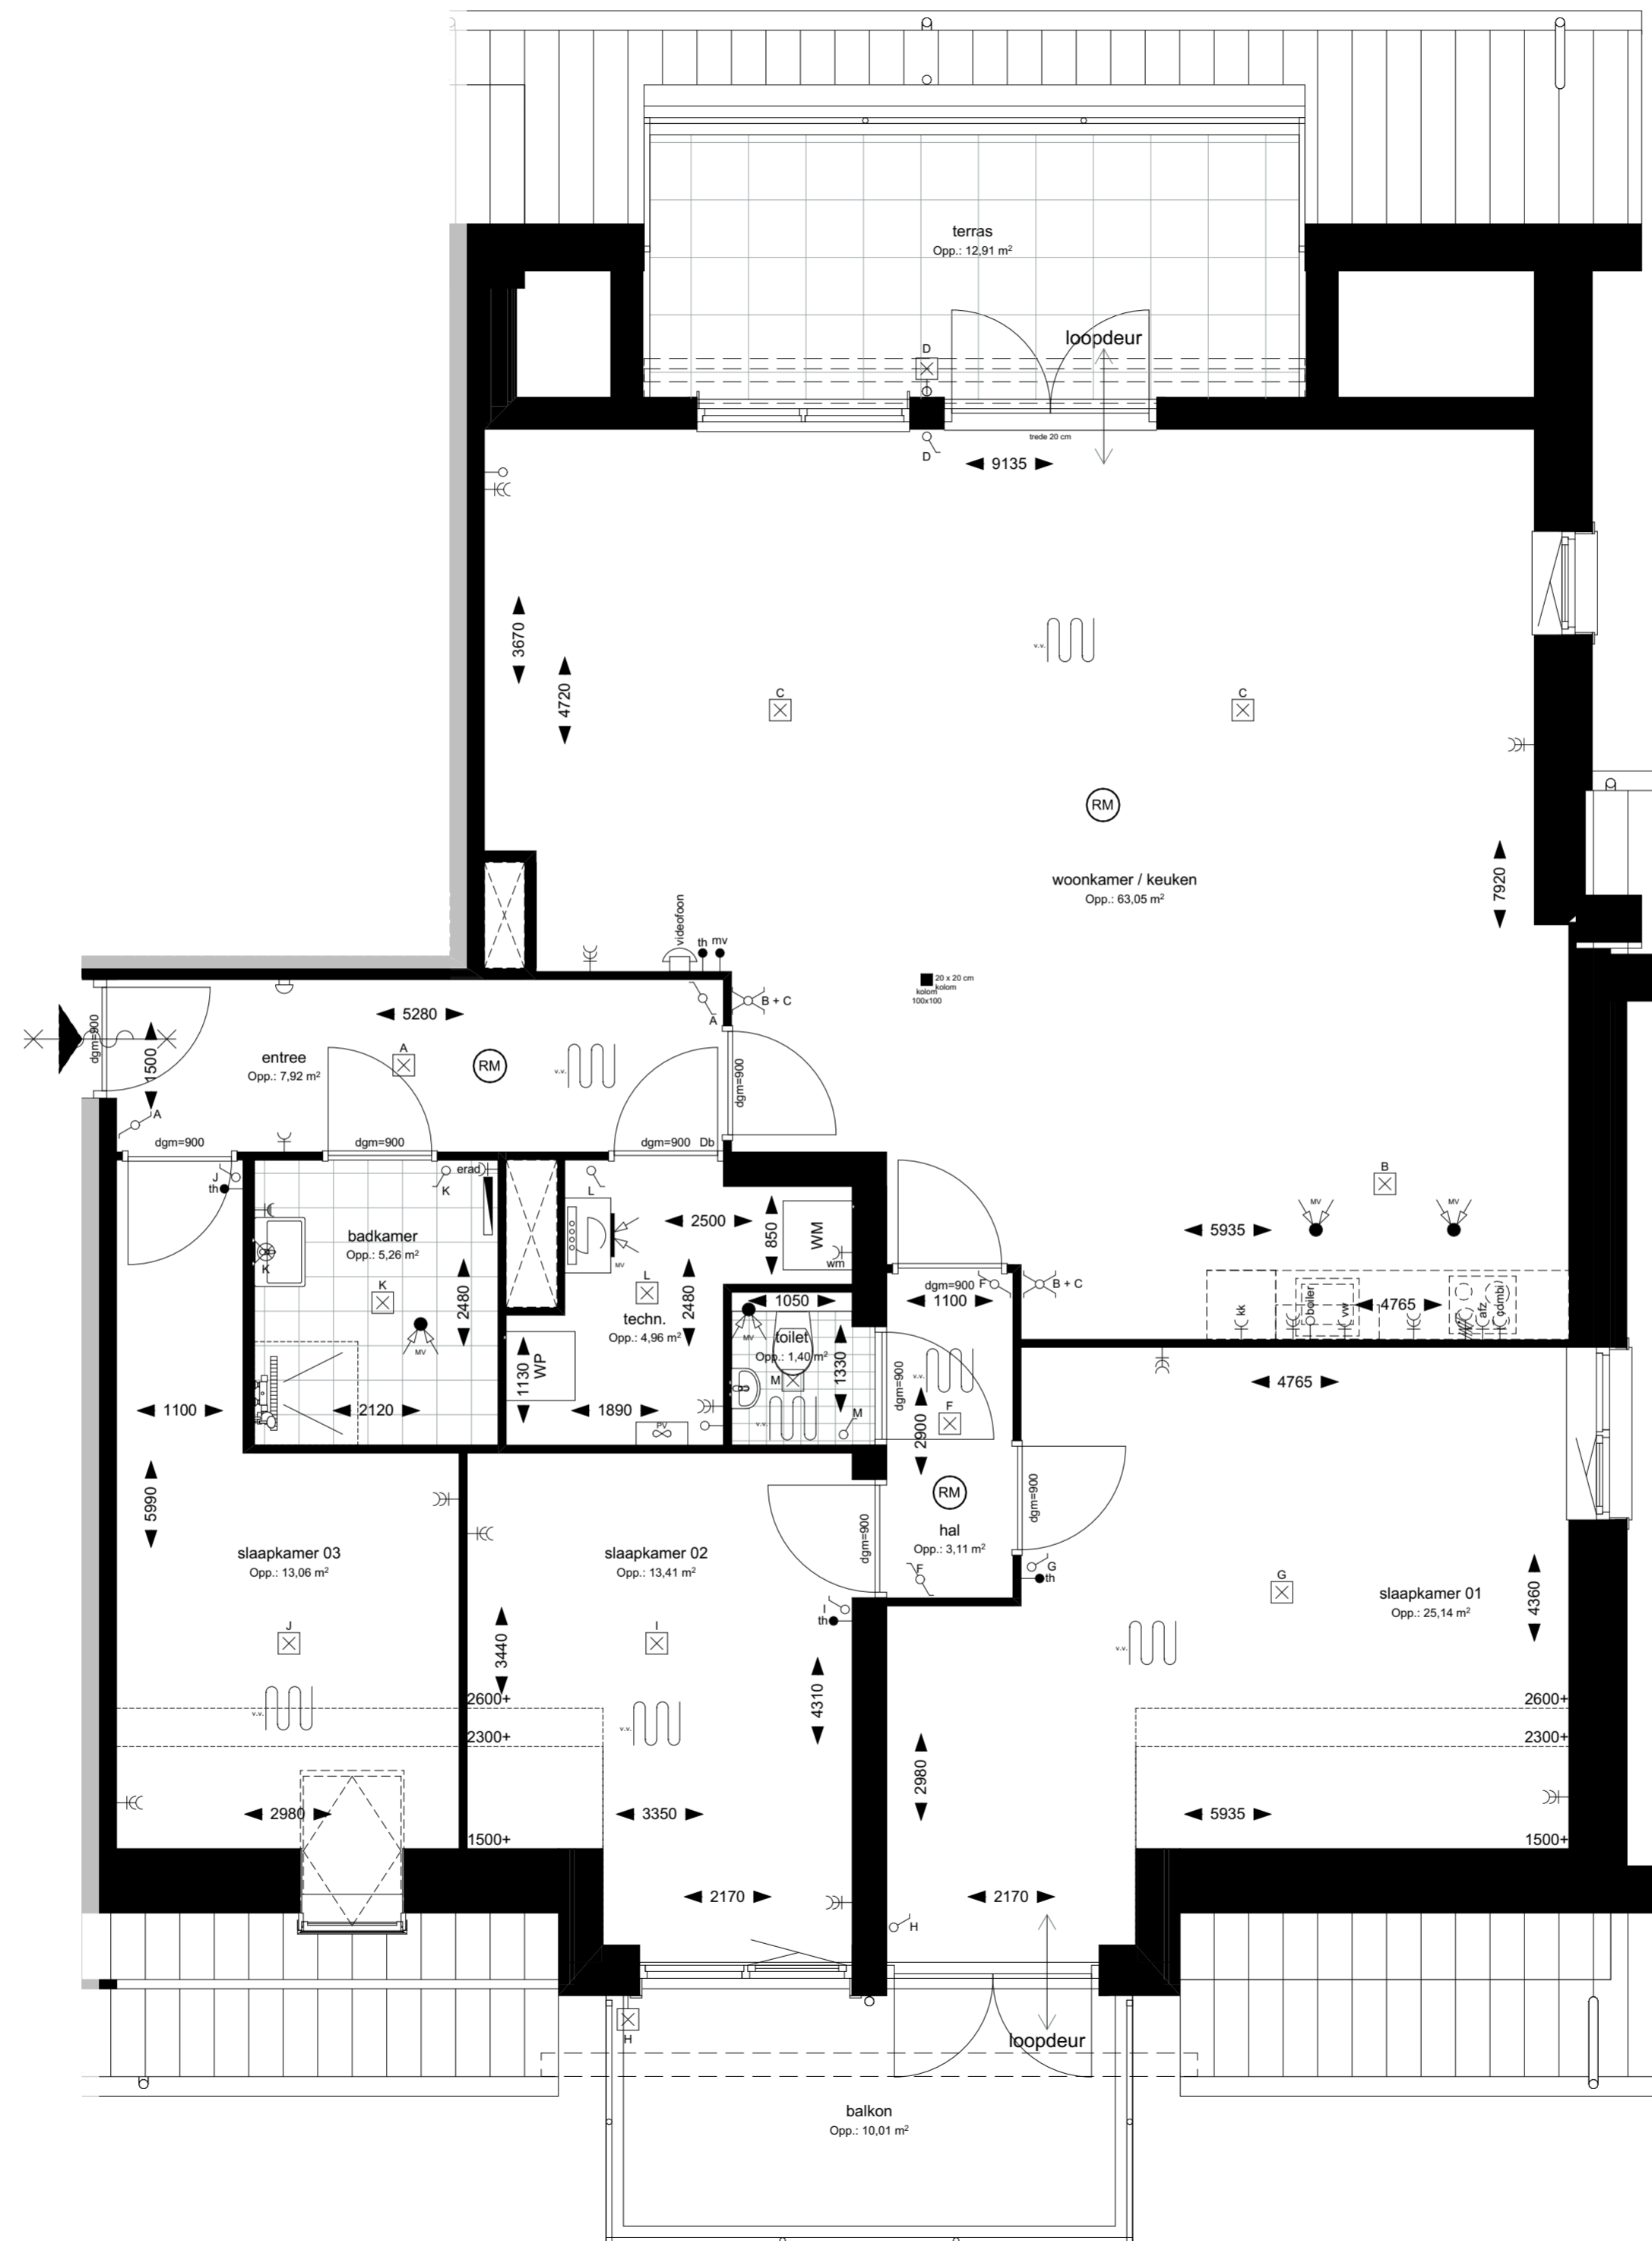 terras
Opp.: 12,91 m²
D
loopdeur
D
trede 20 cm
9135
3670
4720
v.v.
C
C
RM
woonkamer / keuken
Opp.: 63,05 m²
7920
videofoon
th
mv
20 x 20 cm
kolom
kolom
100x100
B + C
A
5280
dgm=900
1500
entree
Opp.: 7,92 m²
A
RM
v.v.
dgm=900
A
dgm=900
dgm=900
dgm=900
Db
J
th
K
erad
L
B
MV
MV
badkamer
Opp.: 5,26 m²
K
K
2480
MV
2500
850
WM
wm
MV
L
2480
techn.
Opp.: 4,96 m²
5935
dgm=900
F
B + C
1100
1050
MV
toilet
Opp.: 1,40 m²
1330
M
v.v.
M
kk
boiler
vw
4765
afz
combi
1130
WP
1100
2120
1890
PV
dgm=900
v.v.
F
2900
4765
5990
RM
dgm=900
hal
Opp.: 3,11 m²
dgm=900
F
G
th
slaapkamer 03
Opp.: 13,06 m²
slaapkamer 02
Opp.: 13,41 m²
G
slaapkamer 01
Opp.: 25,14 m²
4360
I
th
J
I
3440
4310
v.v.
v.v.
v.v.
2600+
2600+
2300+
2300+
2980
2980
3350
5935
1500+
1500+
2170
2170
H
H
loopdeur
balkon
Opp.: 10,01 m²